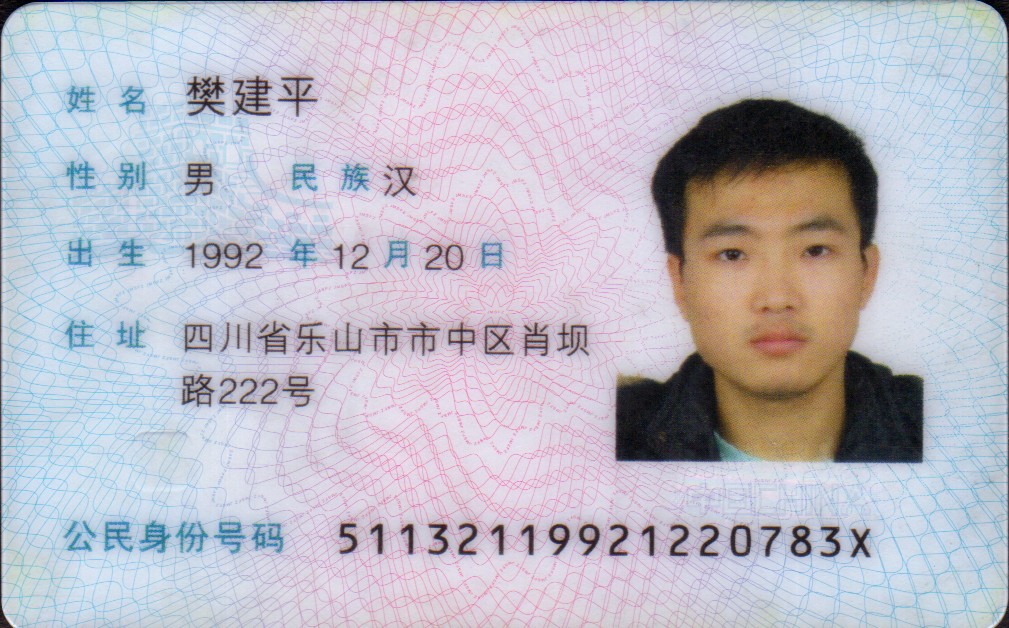 姓名 樊建平
性别 男 民族 汉
出生 1992 年 12 月 20 日
住址 四川省乐山市市中区肖坝
路222号
公民身份号码 51132119921220783X